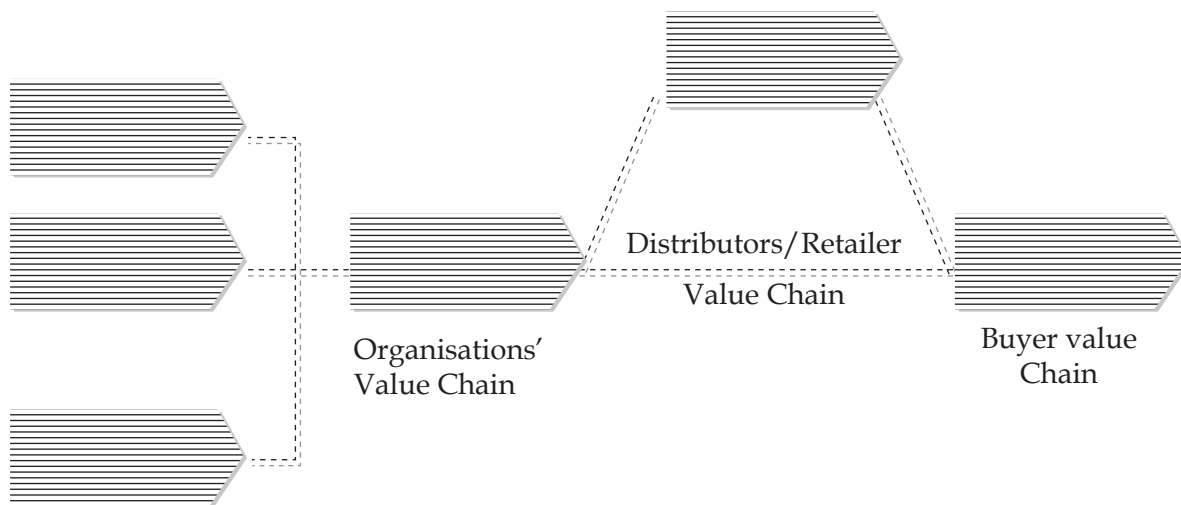 Distributors/Retailer
Value Chain
Organisations’
Value Chain
Buyer value
Chain